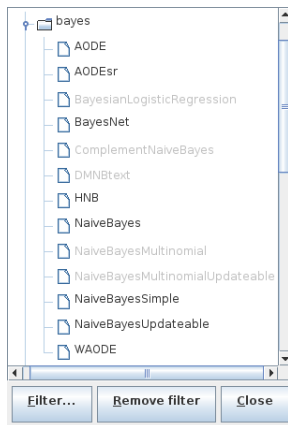 bayes
AODE
AODEsr
BayesianLogisticRegression
BayesNet
ComplementNaiveBayes
DMNBtext
HNB
NaiveBayes
NaiveBayesMultinomial
NaiveBayesMultinomialUpdateable
NaiveBayesSimple
NaiveBayesUpdateable
WAODE
Filter... Remove filter Close